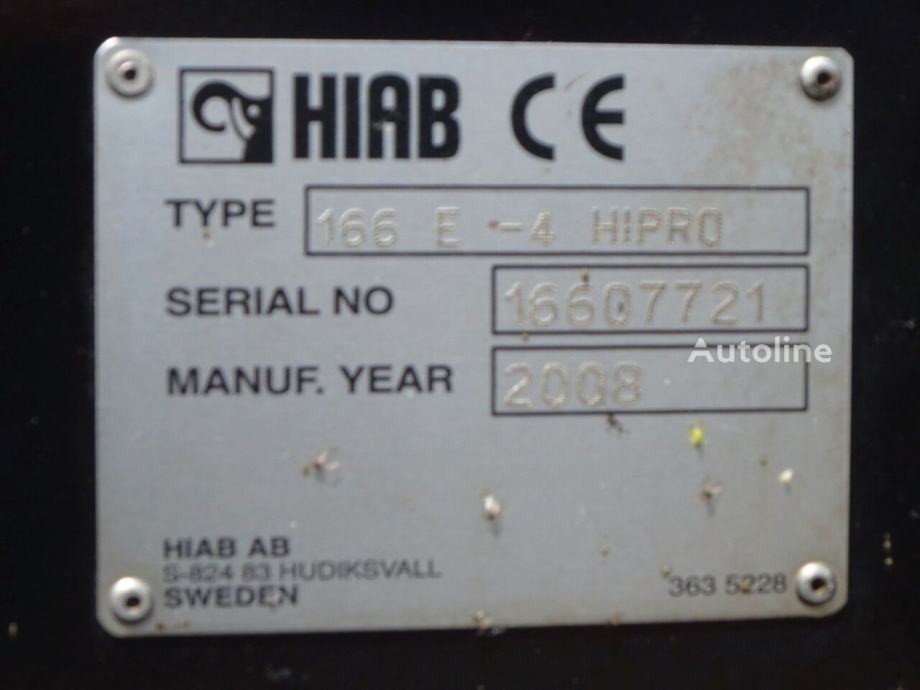 HIAB CE
TYPE 166 E -4 HIPRO
SERIAL NO 16607721
Autoline
MANUF. YEAR 2008
HIAB AB
S-824 83 HUDIKSVALL
SWEDEN 363 5228